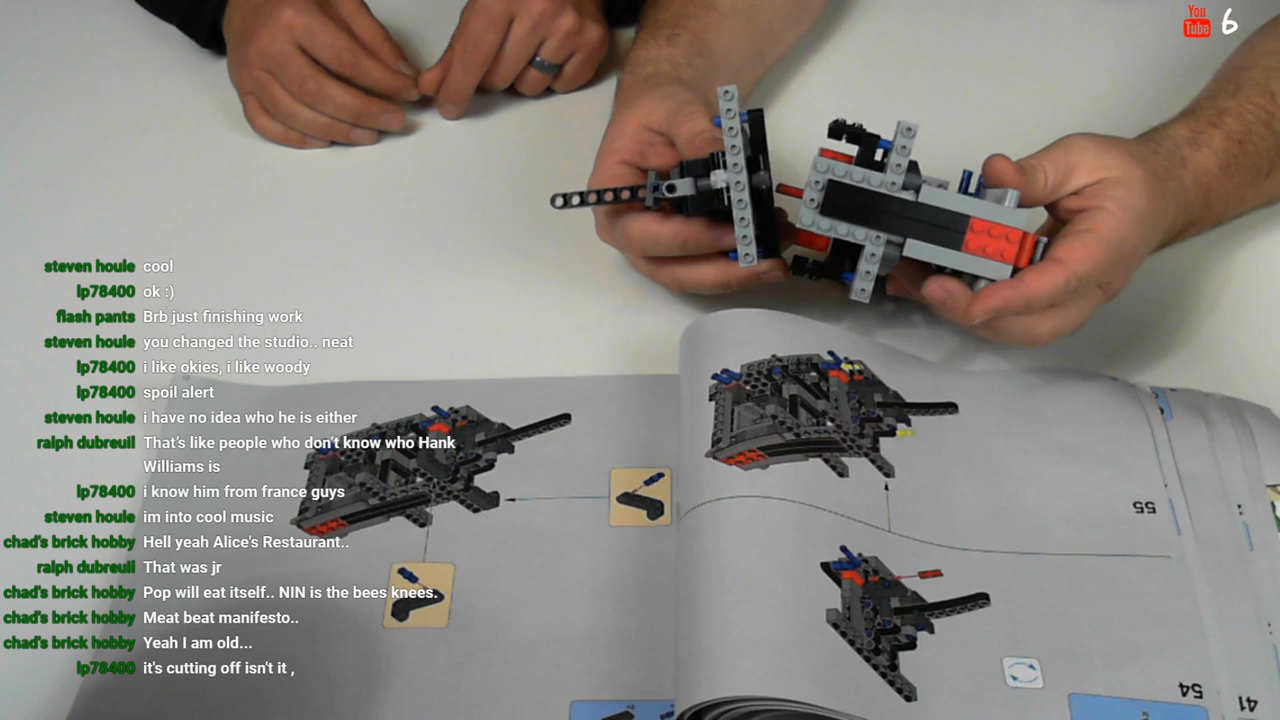 You
Tube 6
steven houle cool
lp78400 ok :)
flash pants Brb just finishing work
steven houle you changed the studio.. neat
lp78400 i like okies, i like woody
lp78400 spoil alert
steven houle i have no idea who he is either
ralph dubreuil That's like people who don't know who Hank
Williams is
lp78400 i know him from france guys
steven houle im into cool music
chad's brick hobby Hell yeah Alice's Restaurant..
ralph dubreuil That was jr
chad's brick hobby Pop will eat itself.. NIN is the bees knees.
chad's brick hobby Meat beat manifesto..
chad's brick hobby Yeah I am old...
lp78400 it's cutting off isn't it ,
55
54
41